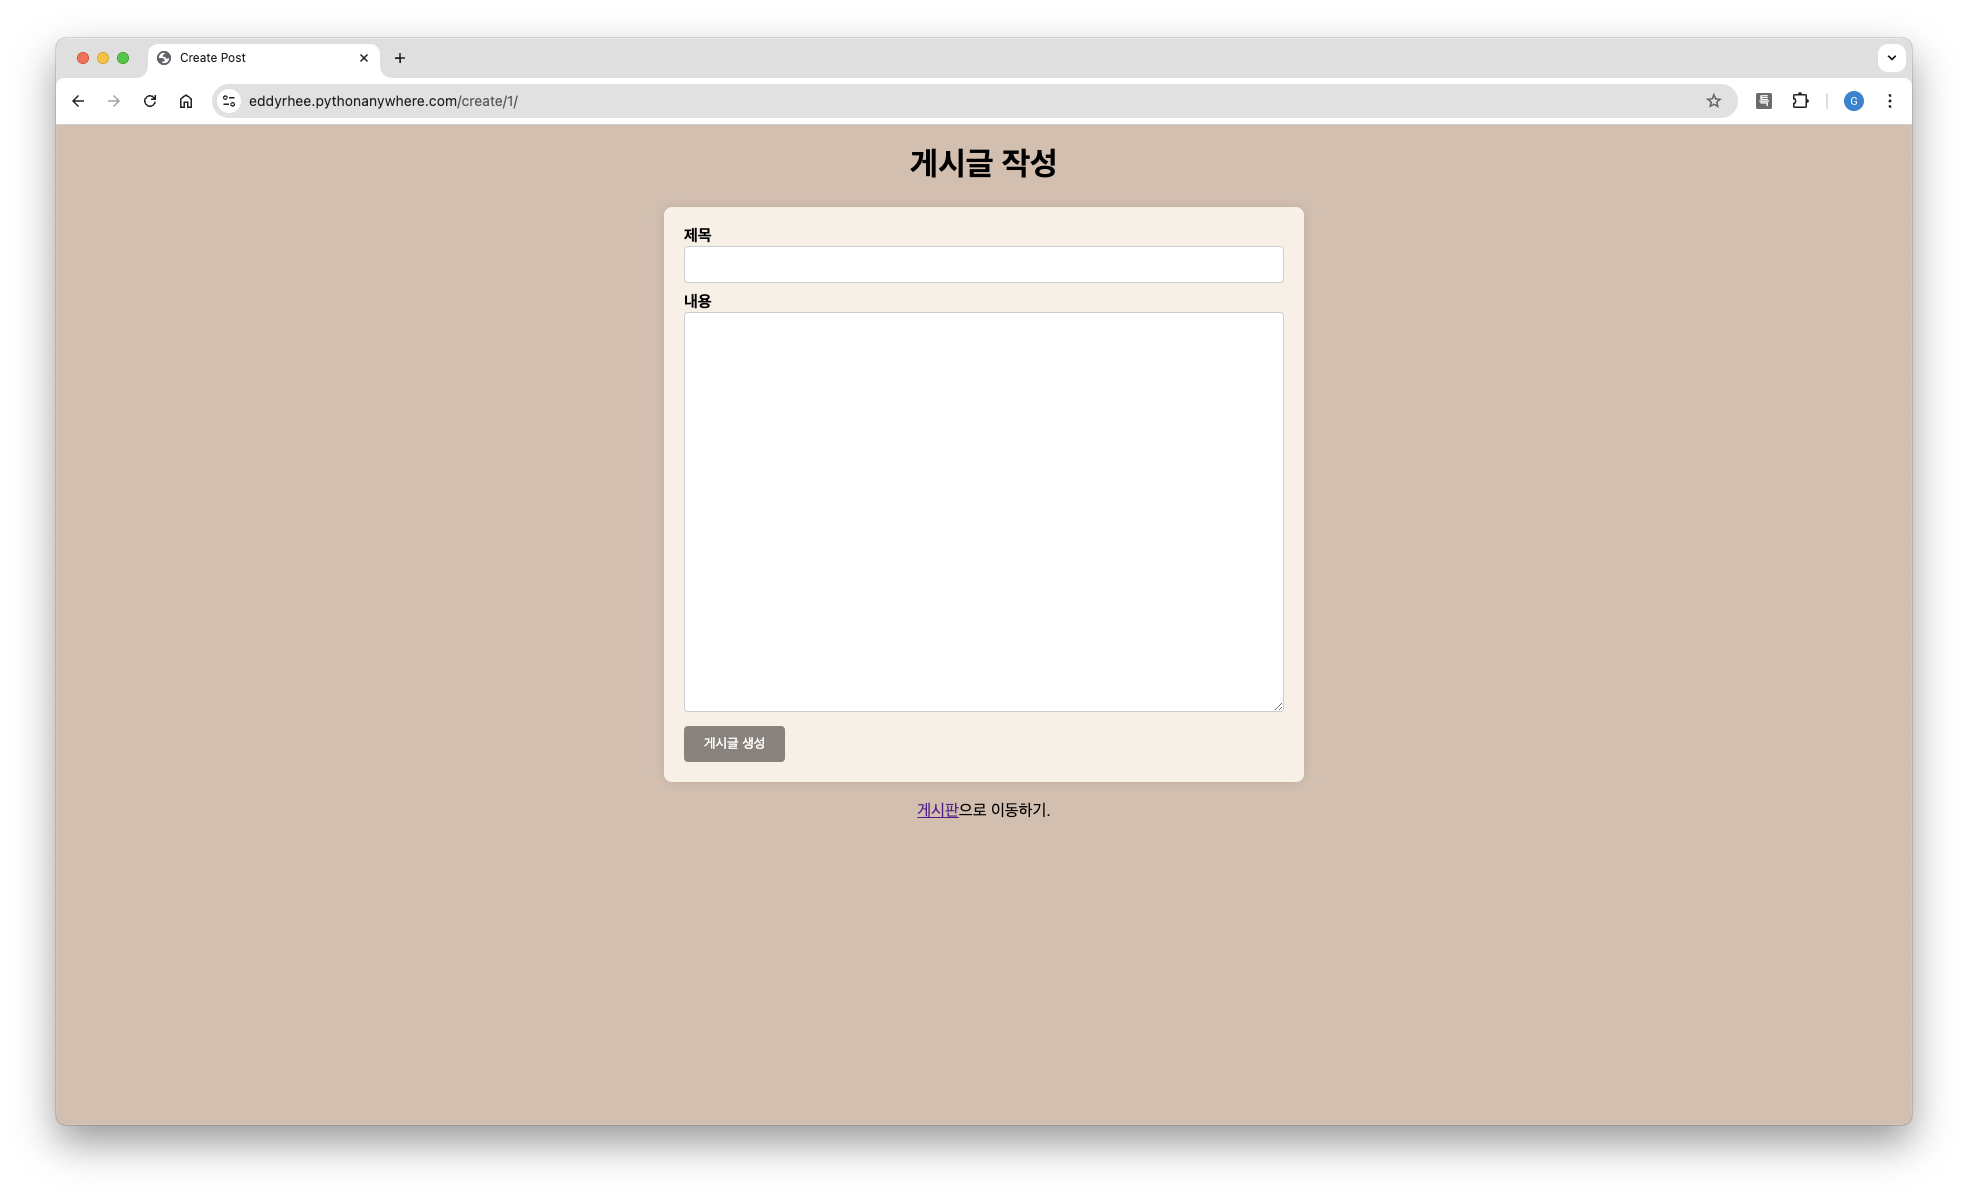 Create Post
eddyrhee.pythonanywhere.com/create/1/
특
G
게시글 작성
제목
내용
게시글 생성
게시판으로 이동하기.